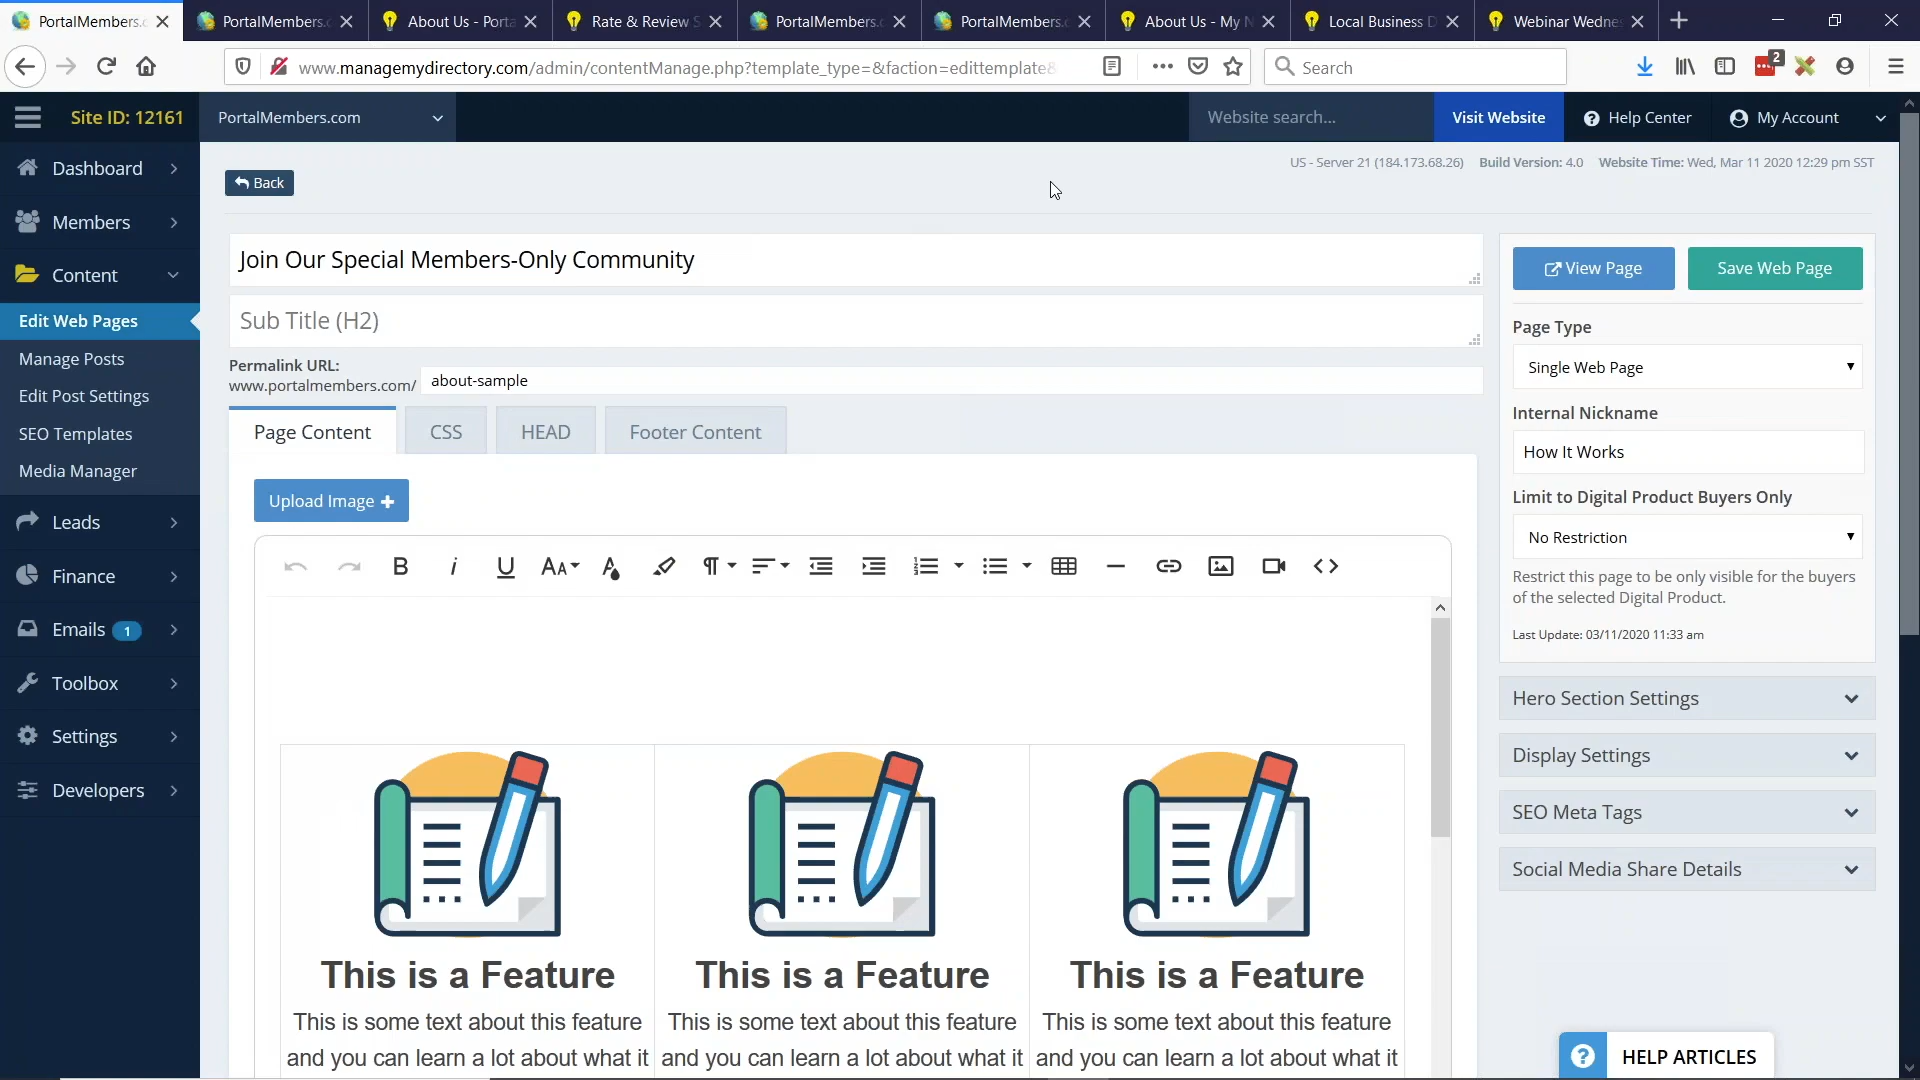 PortalMembers.c
PortalMembers.c
About Us - Porta
Rate & Review S
PortalMembers.c
PortalMembers.c
About Us - My N
Local Business D
Webinar Wednes
www.managemydirectory.com/admin/contentManage.php?template_type=&faction=edittemplate&
Search
2
Site ID: 12161
PortalMembers.com
Website search...
Visit Website
Help Center
My Account
US - Server 21 (184.173.68.26) Build Version: 4.0 Website Time: Wed, Mar 11 2020 12:29 pm SST
Dashboard
Members
Content
Edit Web Pages
Manage Posts
Edit Post Settings
SEO Templates
Media Manager
Leads
Finance
Emails 1
Toolbox
Settings
Developers
Back
Join Our Special Members-Only Community
Sub Title (H2)
Permalink URL:
www.portalmembers.com/ about-sample
Page Content
CSS
HEAD
Footer Content
Upload Image
This is a Feature
This is some text about this feature
and you can learn a lot about what it
This is a Feature
This is some text about this feature
and you can learn a lot about what it
This is a Feature
This is some text about this feature
and you can learn a lot about what it
View Page
Save Web Page
Page Type
Single Web Page
Internal Nickname
How It Works
Limit to Digital Product Buyers Only
No Restriction
Restrict this page to be only visible for the buyers
of the selected Digital Product.
Last Update: 03/11/2020 11:33 am
Hero Section Settings
Display Settings
SEO Meta Tags
Social Media Share Details
? HELP ARTICLES